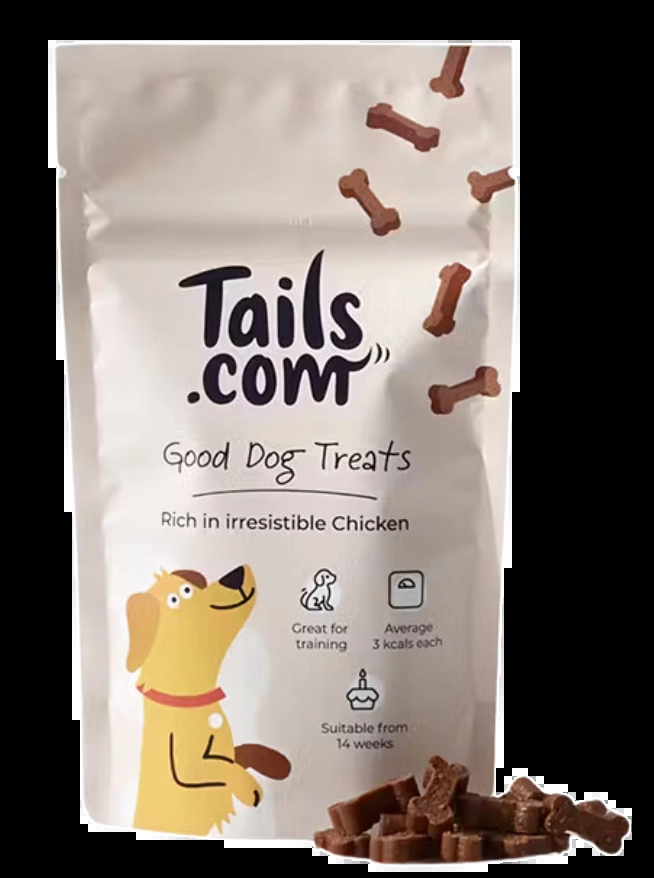 Tails
.com
Good Dog Treats
Rich in irresistible Chicken
Great for
training
Average
3 kcals each
Suitable from
14 weeks